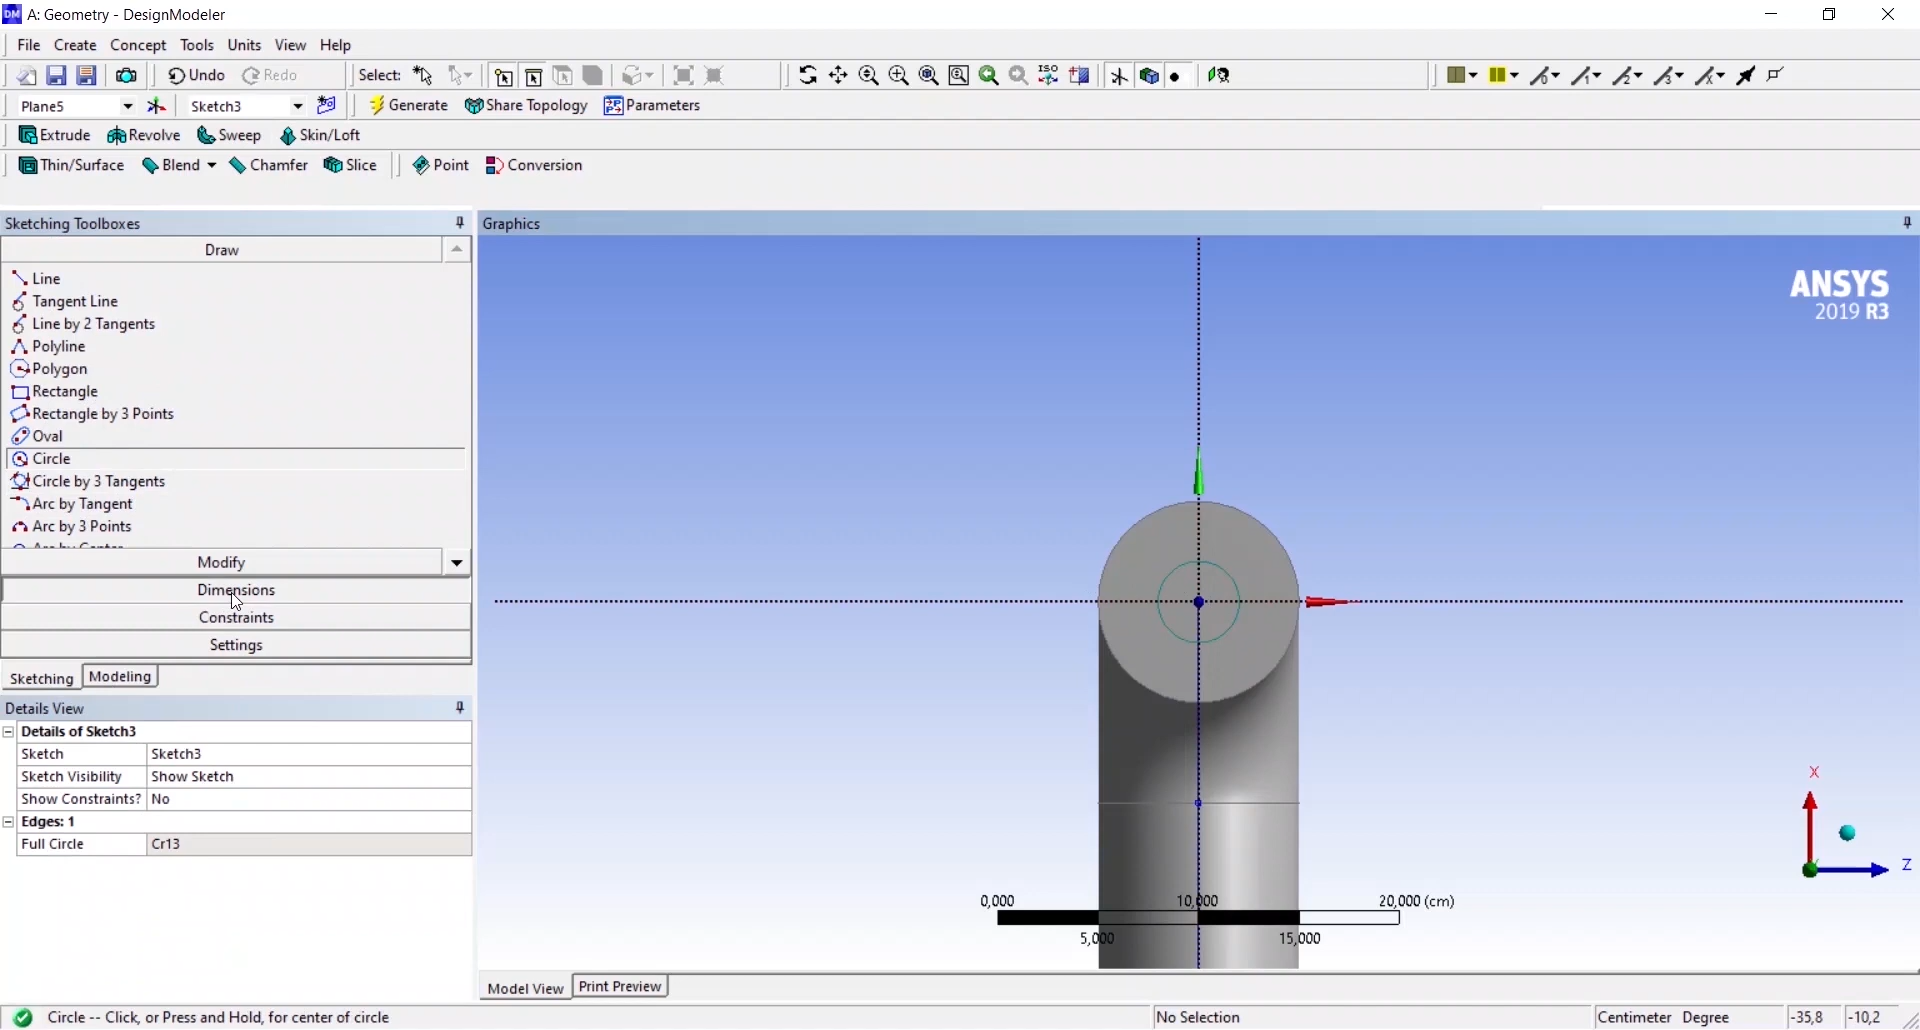 DM A: Geometry - DesignModeler
File Create Concept Tools Units View Help
Undo Redo Select: ISO
Plane5 Sketch3 Generate Share Topology Parameters
Extrude Revolve Sweep Skin/Loft
Thin/Surface Blend Chamfer Slice Point Conversion
Sketching Toolboxes
Draw
Line
Tangent Line
Line by 2 Tangents
Polyline
Polygon
Rectangle
Rectangle by 3 Points
Oval
Circle
Circle by 3 Tangents
Arc by Tangent
Arc by 3 Points
Modify
Dimensions
Constraints
Settings
Sketching Modeling
Details View
Details of Sketch3
Sketch Sketch3
Sketch Visibility Show Sketch
Show Constraints? No
Edges: 1
Full Circle Cr13
Graphics
ANSYS
2019 R3
X
Z
0,000 10,000 20,000 (cm)
5,000 15,000
Model View Print Preview
Circle -- Click, or Press and Hold, for center of circle No Selection Centimeter Degree -35,8 -10,2